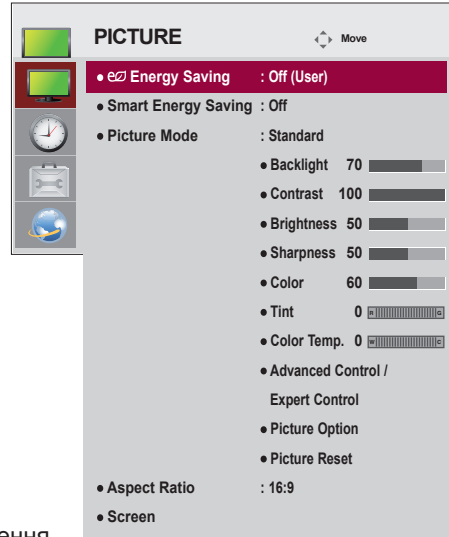 PICTURE Move
• Energy Saving : Off (User)
• Smart Energy Saving : Off
• Picture Mode : Standard
• Backlight 70
• Contrast 100
• Brightness 50
• Sharpness 50
• Color 60
• Tint 0 R G
• Color Temp. 0 W C
• Advanced Control /
Expert Control
• Picture Option
• Picture Reset
• Aspect Ratio : 16:9
• Screen